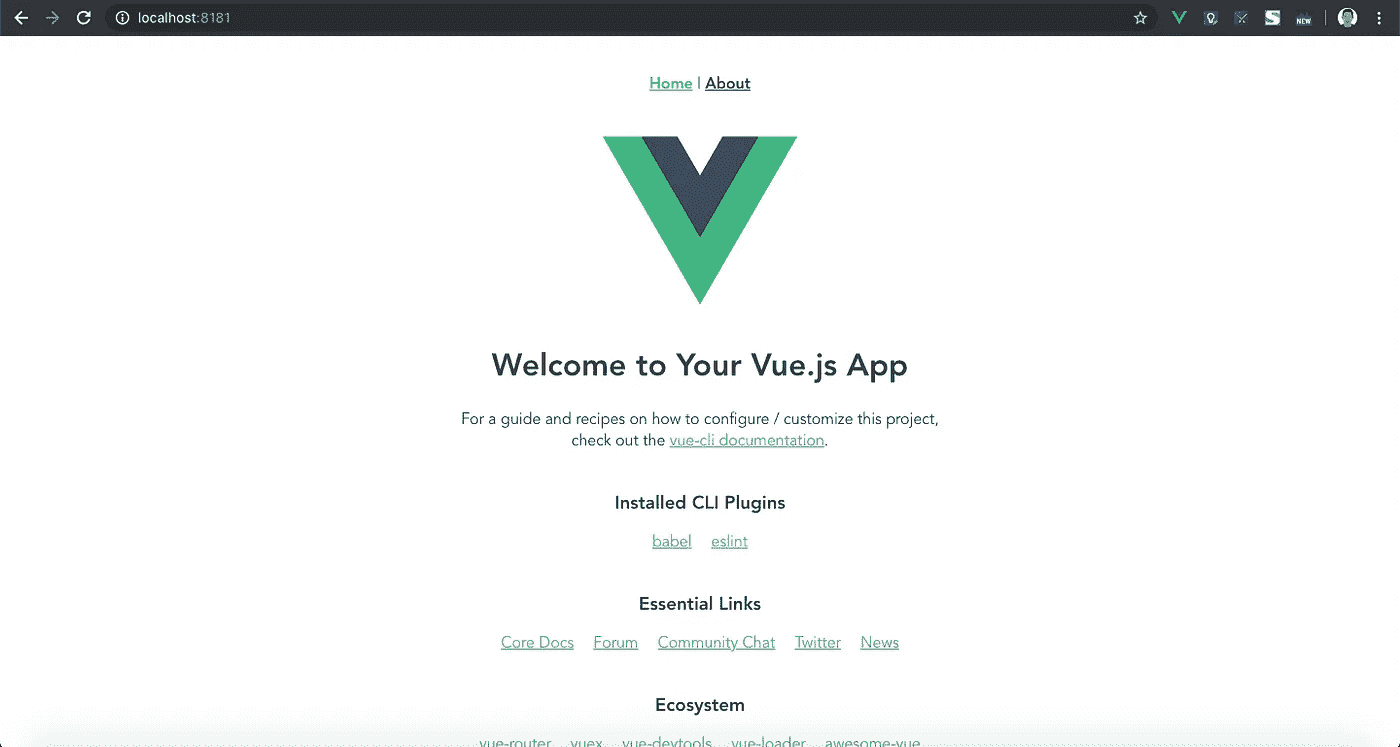 localhost:8181
NEW
Home | About
Welcome to Your Vue.js App
For a guide and recipes on how to configure / customize this project,
check out the vue-cli documentation.
Installed CLI Plugins
babel eslint
Essential Links
Core Docs Forum Community Chat Twitter News
Ecosystem
vue-router vuex vue-devtools vue-loader awesome-vue